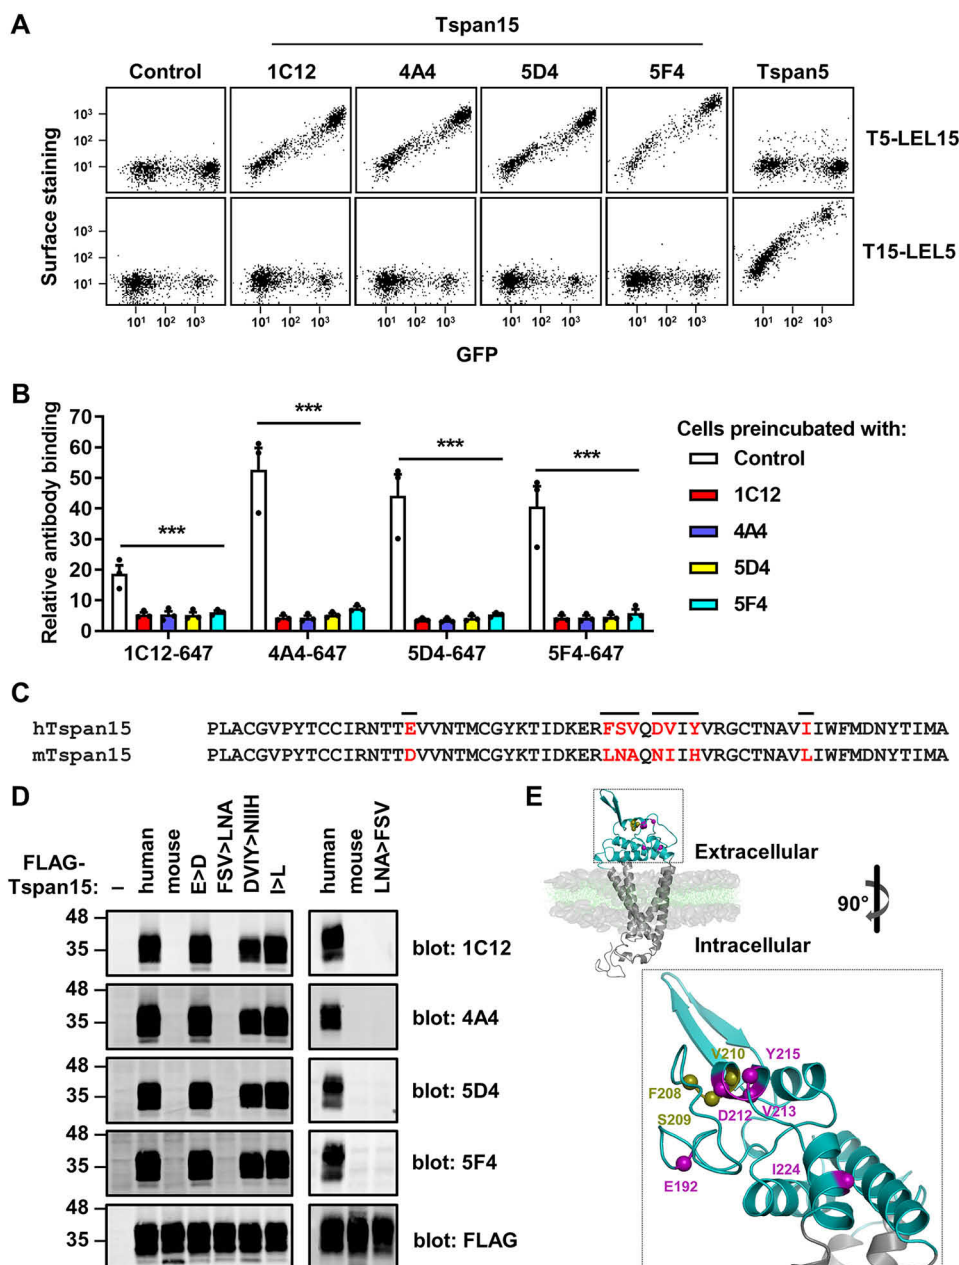 A
Tspan15
Control 1C12 4A4 5D4 5F4 Tspan5
Surface staining
10³
10²
10¹
T5-LEL15
10³
10²
10¹
T15-LEL5
10¹ 10² 10³ 10¹ 10² 10³ 10¹ 10² 10³ 10¹ 10² 10³ 10¹ 10² 10³ 10¹ 10² 10³
GFP
B
Relative antibody binding
70
60
50
40
30
20
10
0
*** *** *** ***
1C12-647 4A4-647 5D4-647 5F4-647
Cells preincubated with:
Control
1C12
4A4
5D4
5F4
C
hTspan15 PLACGVPYTCCIRNTTEVVNTMCGYKTIDKERFSVQDVIYVRGCTNAVIIWFMDNYTIMA
mTspan15 PLACGVPYTCCIRNTTDVVNTMCGYKTIDKERLNAQNIIHVRGCTNAVLIWFMDNYTIMA
D
FLAG-
Tspan15:
– human mouse E>D FSV>LNA DVIY>NIIH I>L human mouse LNA>FSV
48
35
blot: 1C12
48
35
blot: 4A4
48
35
blot: 5D4
48
35
blot: 5F4
48
35
blot: FLAG
E
Extracellular
90°
Intracellular
V210 Y215
F208
D212 V213
S209
I224
E192